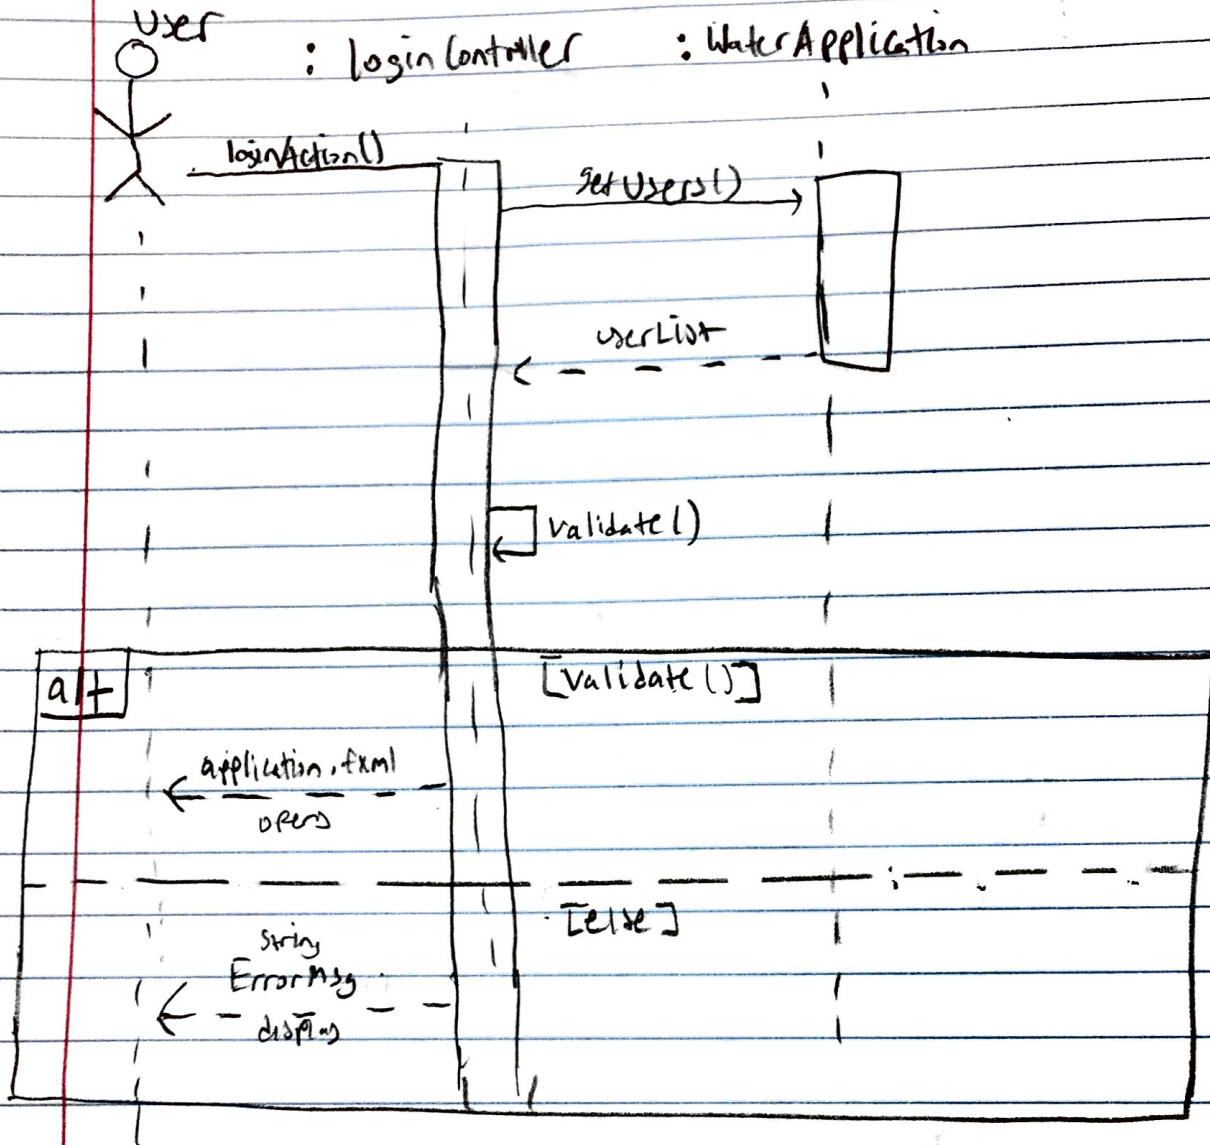 User
: loginController
: WaterApplication
loginAction()
getUsers()
userList
validate()
alt
[validate()]
application.fxml
opens
[else]
String
ErrorMsg
display